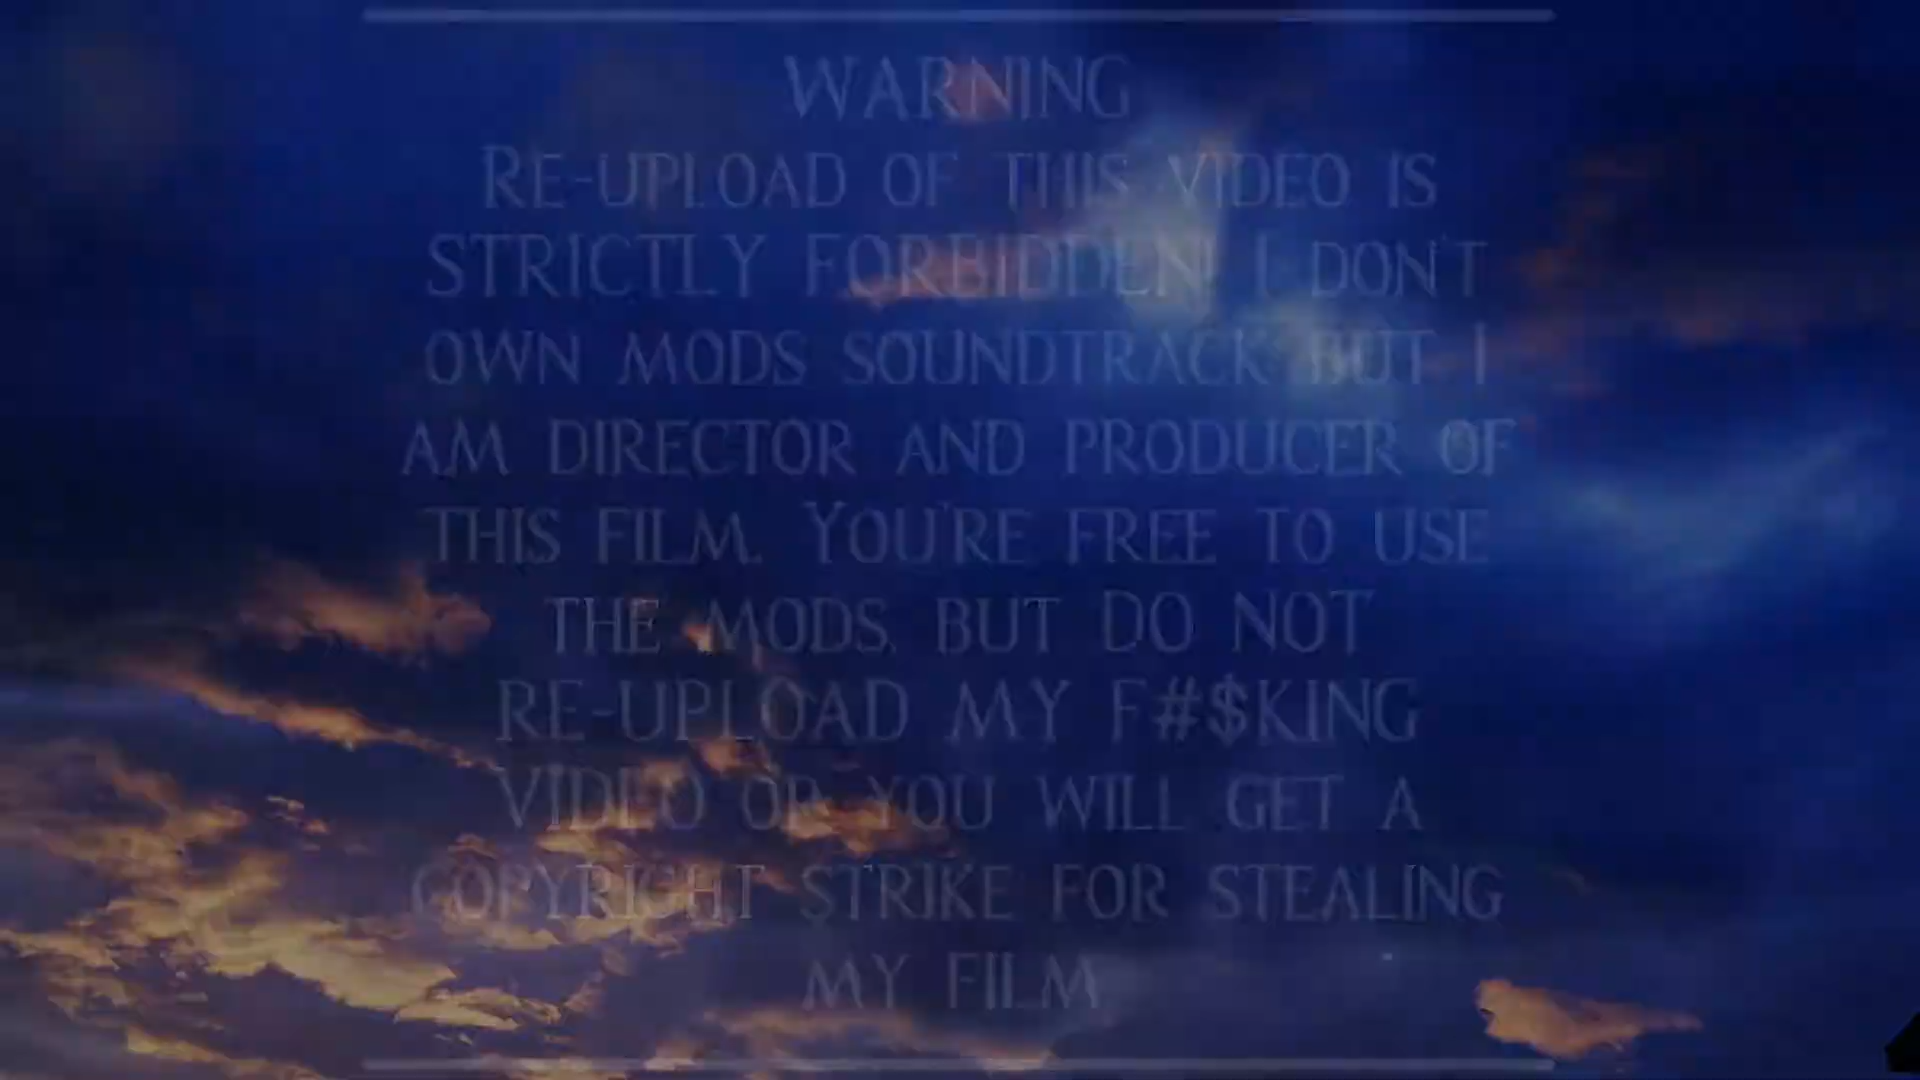 WARNING
RE-UPLOAD OF THIS VIDEO IS
STRICTLY FORBIDDEN! I DON'T
OWN MODS SOUNDTRACK BUT I
AM DIRECTOR AND PRODUCER OF
THIS FILM. YOU'RE FREE TO USE
THE MODS, BUT DO NOT
RE-UPLOAD MY F#$KING
VIDEO OR YOU WILL GET A
COPYRIGHT STRIKE FOR STEALING
MY FILM